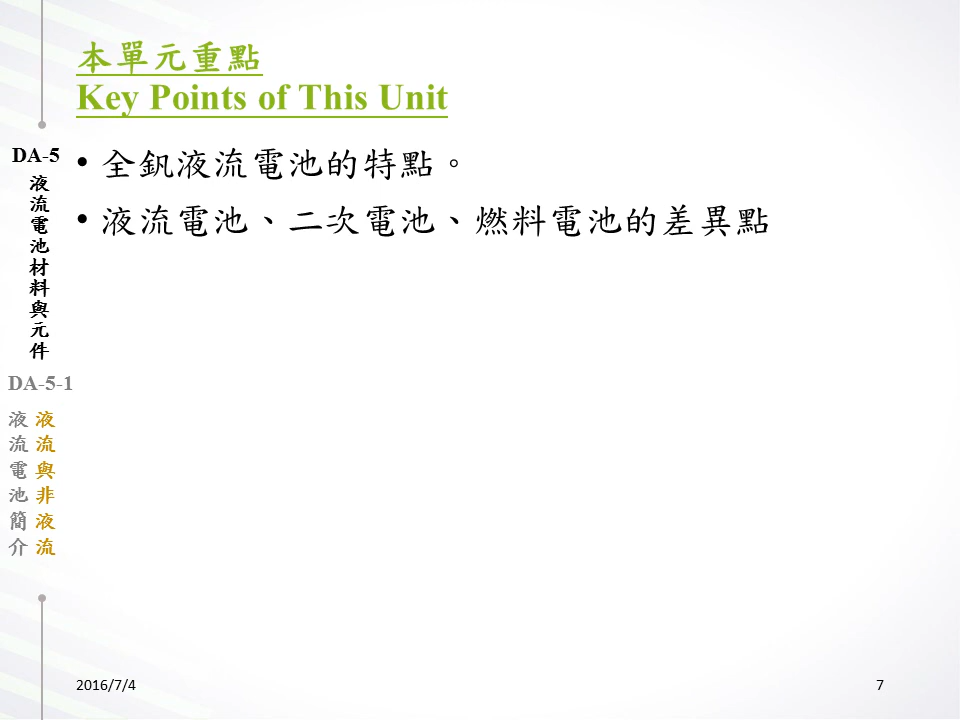 本單元重點
Key Points of This Unit
• 全釩液流電池的特點。
• 液流電池、二次電池、燃料電池的差異點
DA-5
液流電池材料與元件
DA-5-1
液流電池簡介
液流與非液流
2016/7/4
7